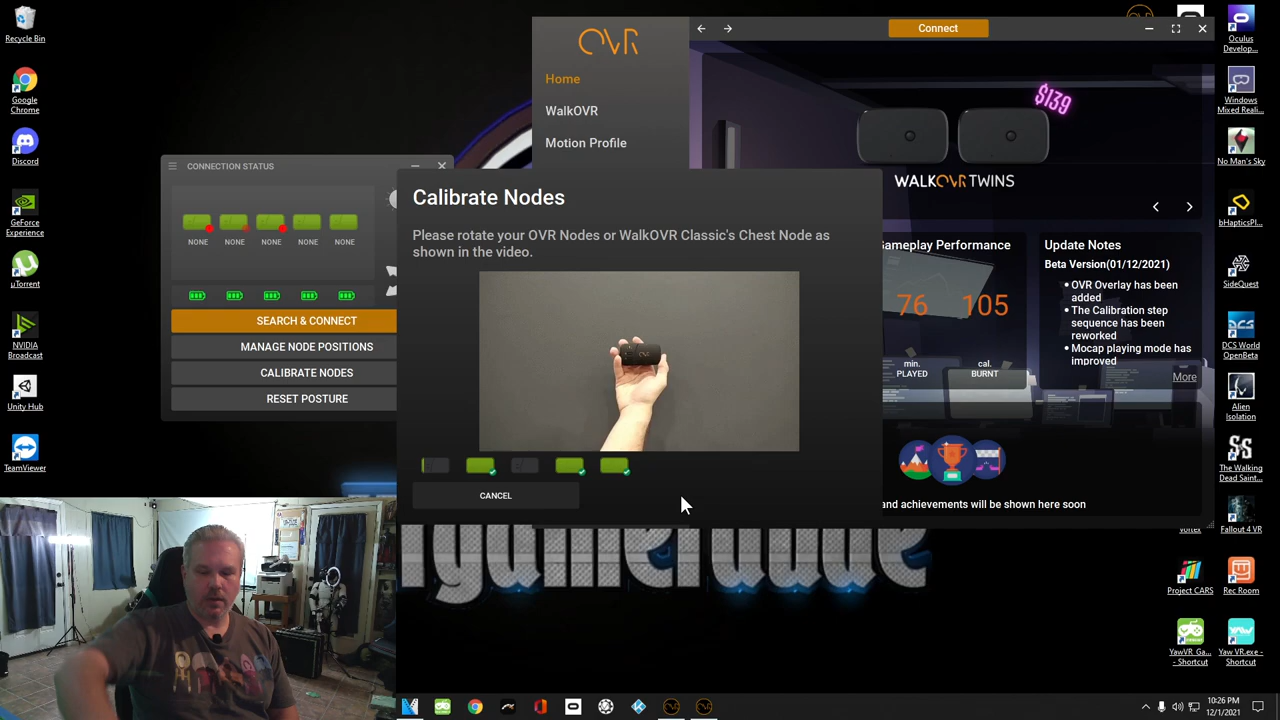 Recycle Bin
Google
Chrome
Discord
GeForce
Experience
µTorrent
NVIDIA
Broadcast
Unity Hub
TeamViewer
CONNECTION STATUS
NONE
NONE
NONE
NONE
NONE
SEARCH & CONNECT
MANAGE NODE POSITIONS
CALIBRATE NODES
RESET POSTURE
OVR
Home
WalkOVR
Motion Profile
Connect
$139
WALKOVR TWINS
Calibrate Nodes
Please rotate your OVR Nodes or WalkOVR Classic's Chest Node as
shown in the video.
CANCEL
Gameplay Performance
76
105
min.
PLAYED
cal.
BURNT
Update Notes
Beta Version(01/12/2021)
OVR Overlay has been
added
The Calibration step
sequence has been
reworked
Mocap playing mode has
improved
More
and achievements will be shown here soon
Oculus
Develop...
Windows
Mixed Reali...
No Man's Sky
bHapticsPl...
SideQuest
DCS World
OpenBeta
Alien
Isolation
The Walking
Dead Saint...
Vortex
Fallout 4 VR
Project CARS
Rec Room
YawVR_Ga...
- Shortcut
Yaw VR.exe -
Shortcut
10:26 PM
12/1/2021